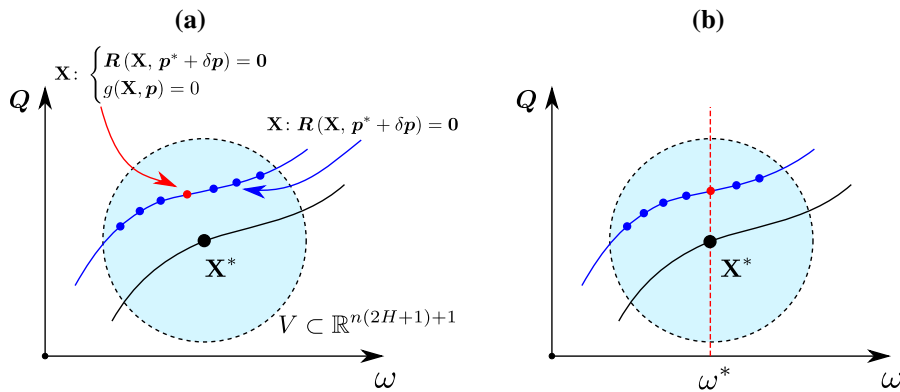 (a)
X: { R(X, p* + δp) = 0
g(X, p) = 0
Q
X: R(X, p* + δp) = 0
X*
V ⊂ ℝ^{n(2H+1)+1}
ω
(b)
Q
X*
ω*
ω